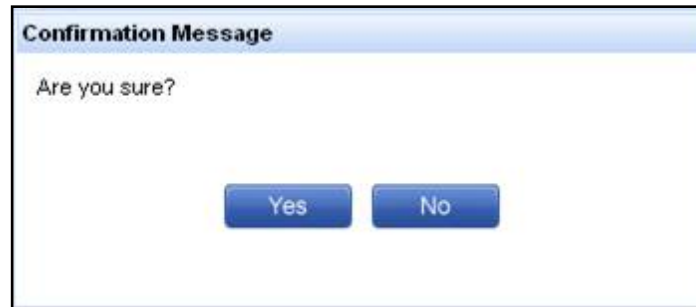 Confirmation Message
Are you sure?
Yes No